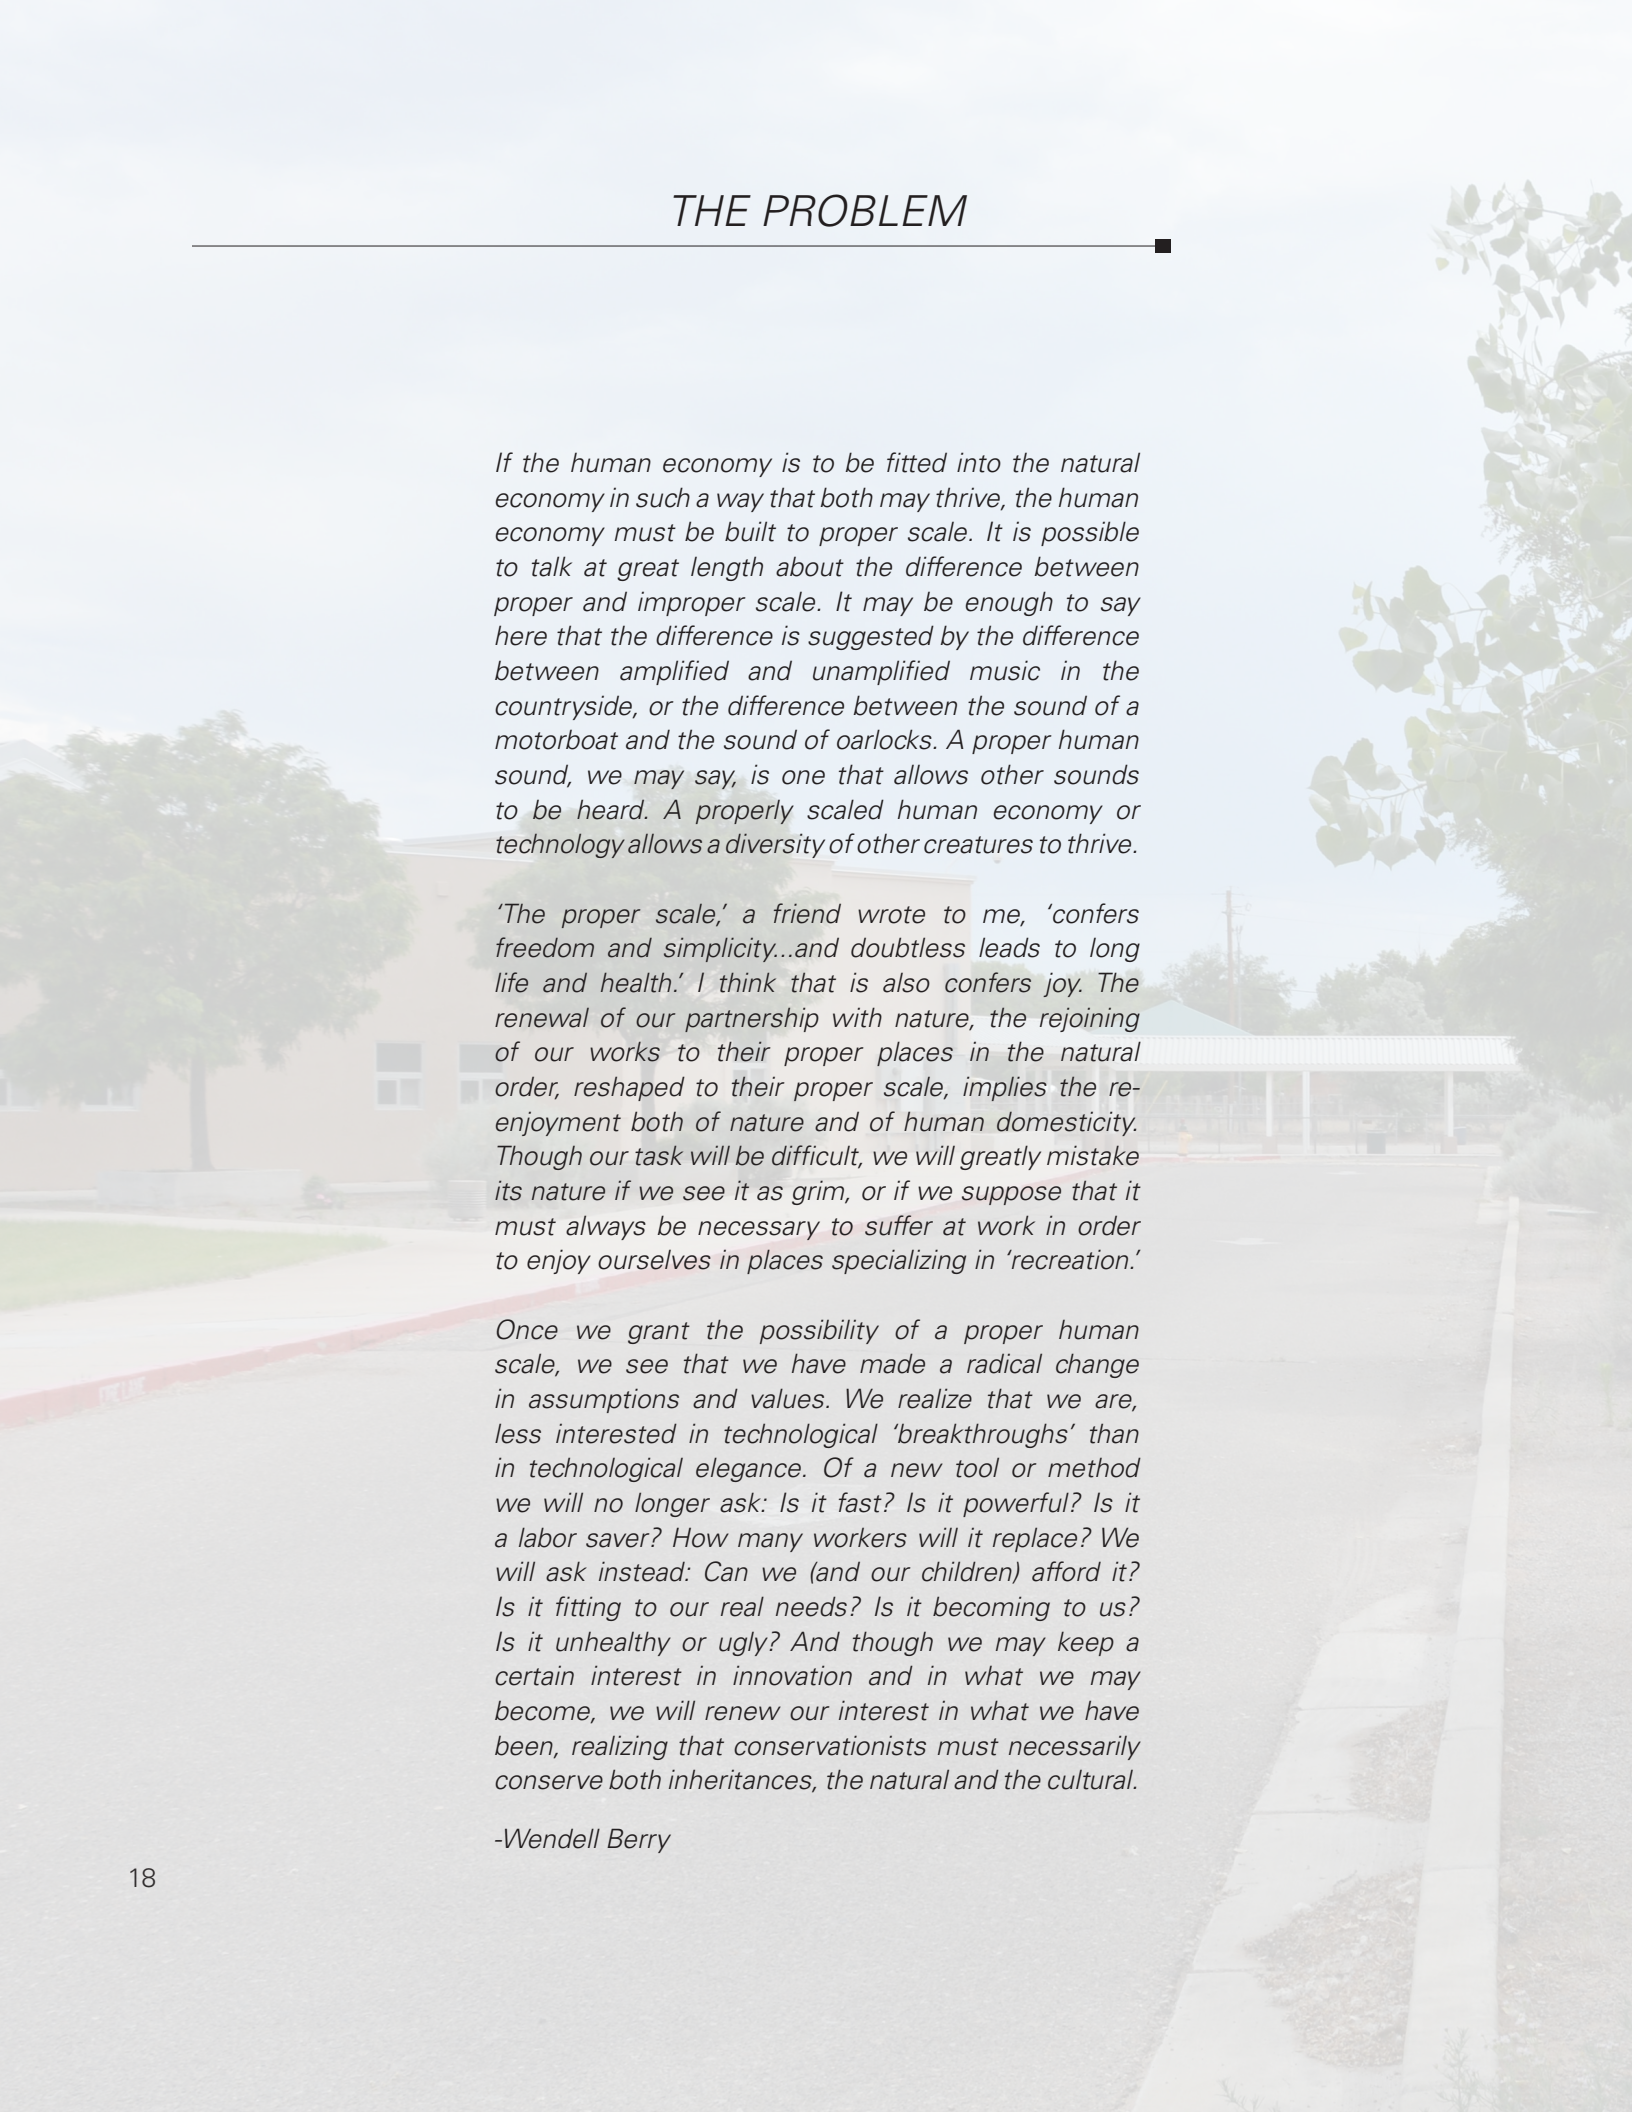 THE PROBLEM
If the human economy is to be fitted into the natural
economy in such a way that both may thrive, the human
economy must be built to proper scale. It is possible
to talk at great length about the difference between
proper and improper scale. It may be enough to say
here that the difference is suggested by the difference
between amplified and unamplified music in the
countryside, or the difference between the sound of a
motorboat and the sound of oarlocks. A proper human
sound, we may say, is one that allows other sounds
to be heard. A properly scaled human economy or
technology allows a diversity of other creatures to thrive.
‘The proper scale,’ a friend wrote to me, ‘confers
freedom and simplicity...and doubtless leads to long
life and health.’ I think that is also confers joy. The
renewal of our partnership with nature, the rejoining
of our works to their proper places in the natural
order, reshaped to their proper scale, implies the re-
enjoyment both of nature and of human domesticity.
Though our task will be difficult, we will greatly mistake
its nature if we see it as grim, or if we suppose that it
must always be necessary to suffer at work in order
to enjoy ourselves in places specializing in ‘recreation.’
Once we grant the possibility of a proper human
scale, we see that we have made a radical change
in assumptions and values. We realize that we are,
less interested in technological ‘breakthroughs’ than
in technological elegance. Of a new tool or method
we will no longer ask: Is it fast? Is it powerful? Is it
a labor saver? How many workers will it replace? We
will ask instead: Can we (and our children) afford it?
Is it fitting to our real needs? Is it becoming to us?
Is it unhealthy or ugly? And though we may keep a
certain interest in innovation and in what we may
become, we will renew our interest in what we have
been, realizing that conservationists must necessarily
conserve both inheritances, the natural and the cultural.
-Wendell Berry
18